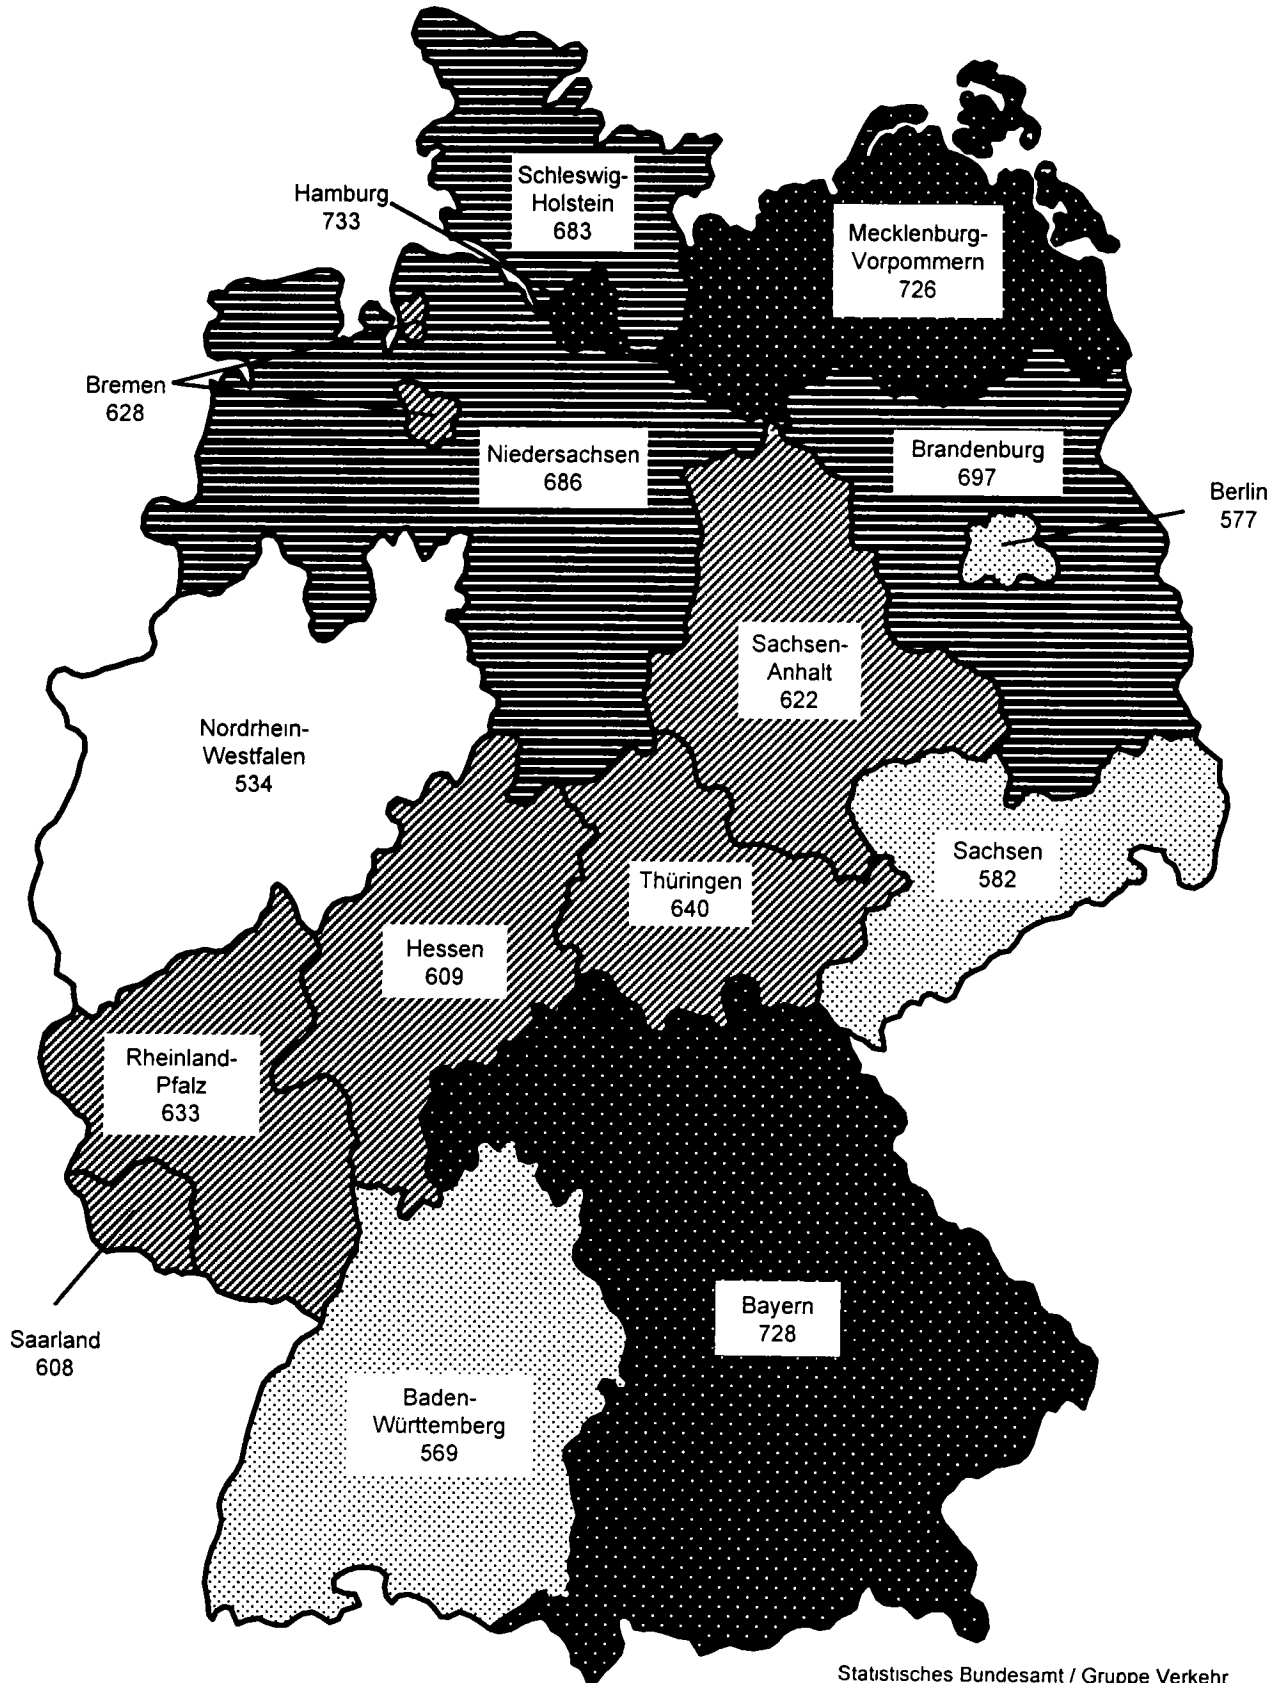 Schleswig-
Holstein
683
Hamburg
733
Mecklenburg-
Vorpommern
726
Bremen
628
Niedersachsen
686
Brandenburg
697
Berlin
577
Sachsen-
Anhalt
622
Nordrhein-
Westfalen
534
Sachsen
582
Thüringen
640
Hessen
609
Rheinland-
Pfalz
633
Bayern
728
Saarland
608
Baden-
Württemberg
569
Statistisches Bundesamt / Gruppe Verkehr